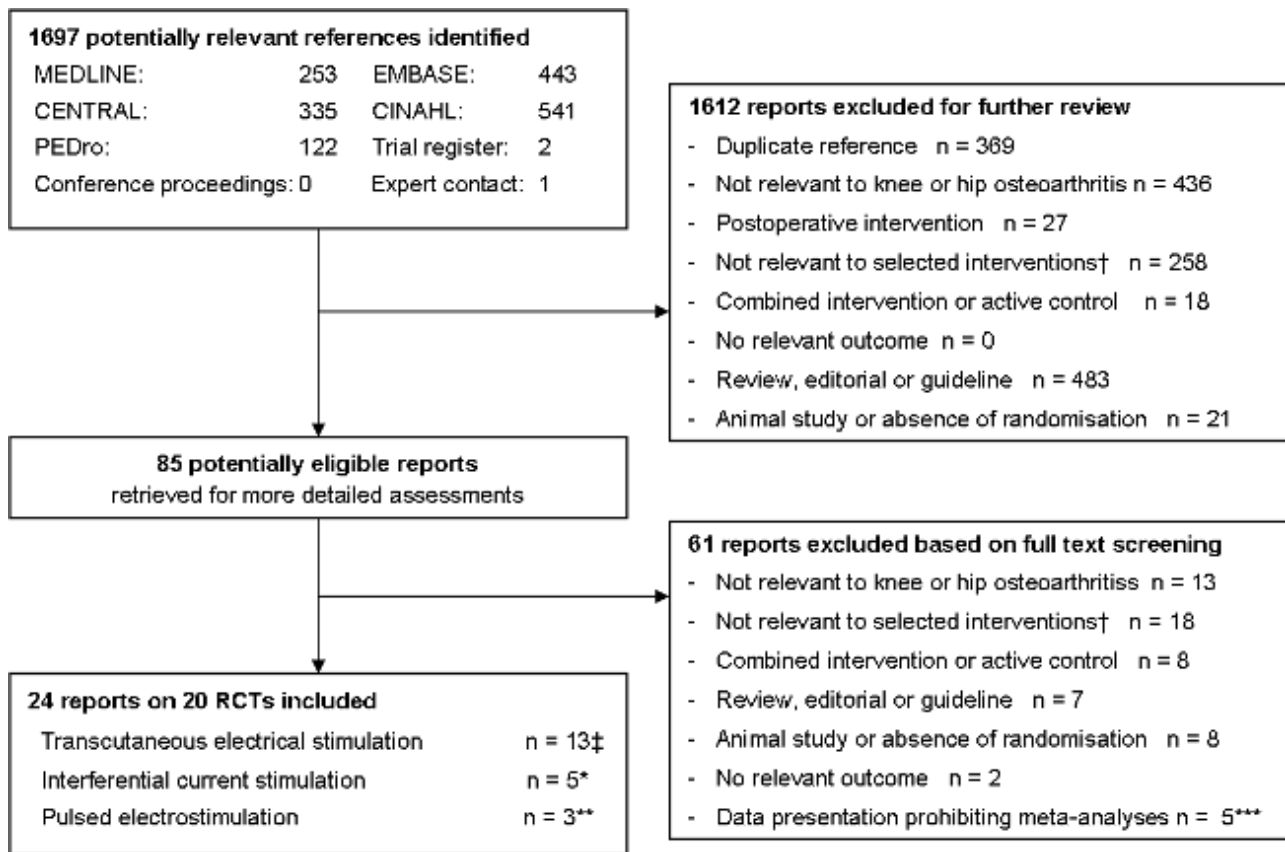 1697 potentially relevant references identified
MEDLINE: 253 EMBASE: 443
CENTRAL: 335 CINAHL: 541
PEDro: 122 Trial register: 2
Conference proceedings: 0 Expert contact: 1
1612 reports excluded for further review
- Duplicate reference n = 369
- Not relevant to knee or hip osteoarthritis n = 436
- Postoperative intervention n = 27
- Not relevant to selected interventions† n = 258
- Combined intervention or active control n = 18
- No relevant outcome n = 0
- Review, editorial or guideline n = 483
- Animal study or absence of randomisation n = 21
85 potentially eligible reports
retrieved for more detailed assessments
61 reports excluded based on full text screening
- Not relevant to knee or hip osteoarthritiss n = 13
- Not relevant to selected interventions† n = 18
- Combined intervention or active control n = 8
- Review, editorial or guideline n = 7
- Animal study or absence of randomisation n = 8
- No relevant outcome n = 2
- Data presentation prohibiting meta-analyses n = 5***
24 reports on 20 RCTs included
Transcutaneous electrical stimulation n = 13‡
Interferential current stimulation n = 5*
Pulsed electrostimulation n = 3**